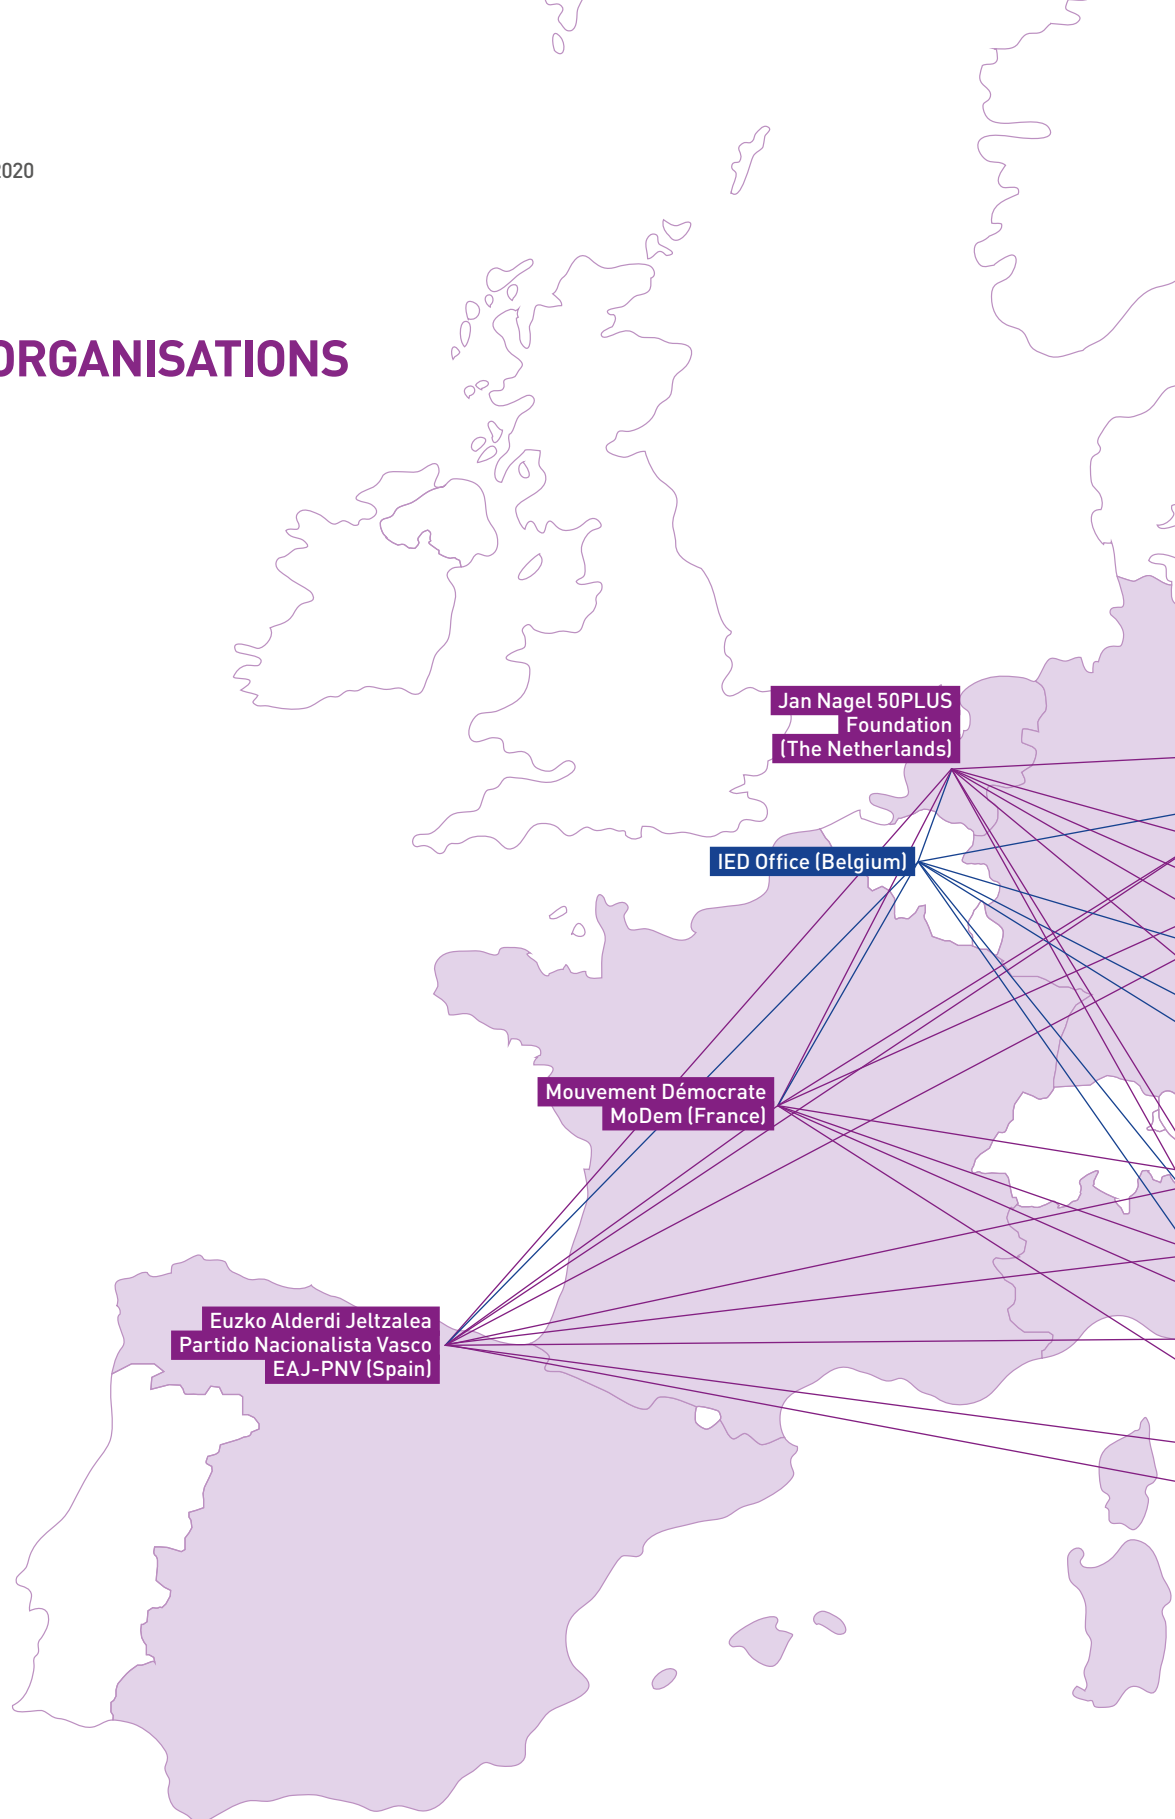 2020
ORGANISATIONS
Jan Nagel 50PLUS
Foundation
(The Netherlands)
IED Office (Belgium)
Mouvement Démocrate
MoDem (France)
Euzko Alderdi Jeltzalea
Partido Nacionalista Vasco
EAJ-PNV (Spain)